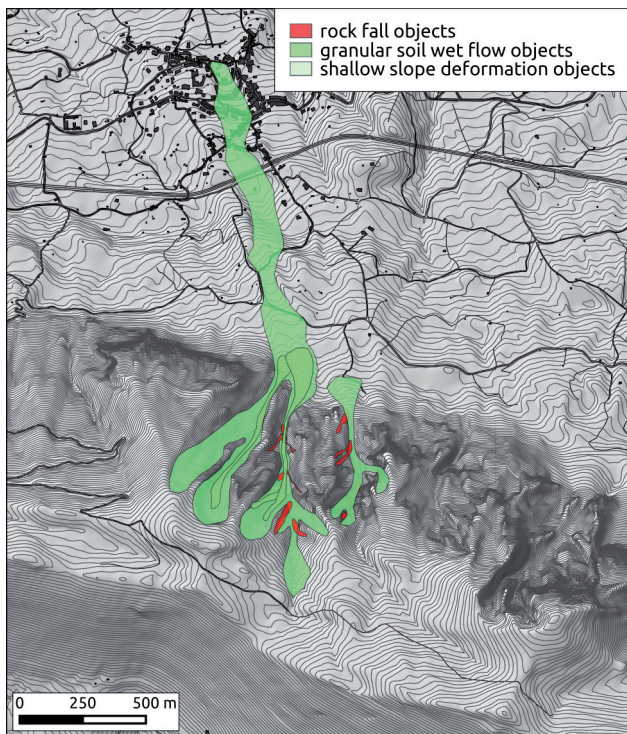 rock fall objects
granular soil wet flow objects
shallow slope deformation objects
0 250 500 m